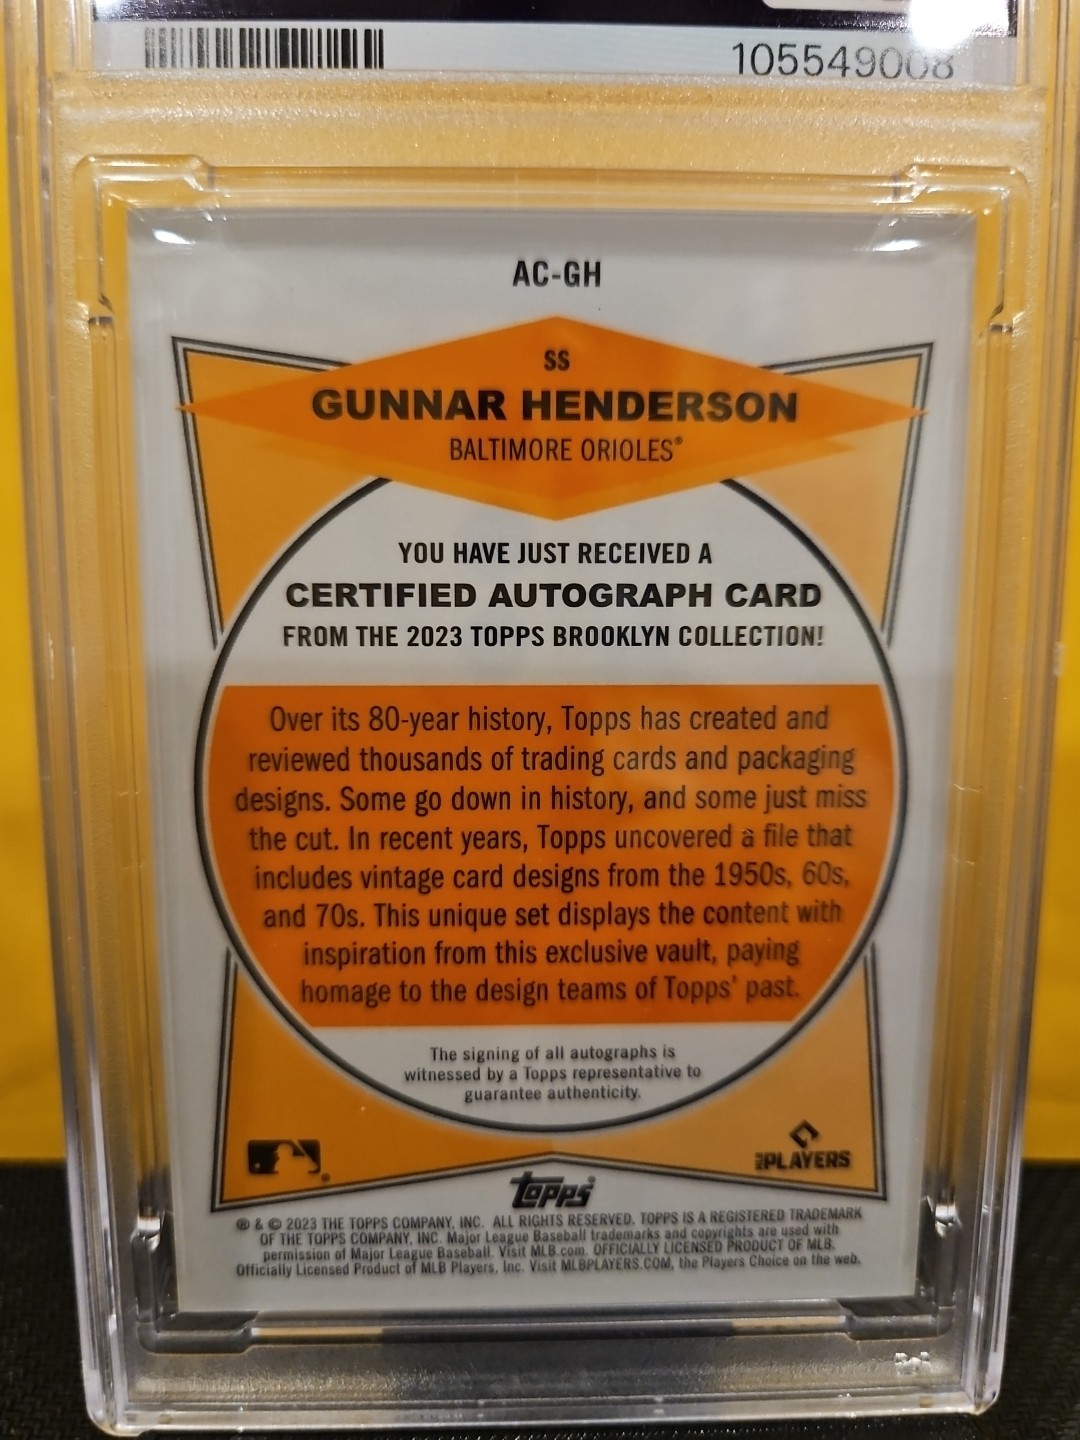 105549008
AC-GH
SS
GUNNAR HENDERSON
BALTIMORE ORIOLES®
YOU HAVE JUST RECEIVED A
CERTIFIED AUTOGRAPH CARD
FROM THE 2023 TOPPS BROOKLYN COLLECTION!
Over its 80-year history, Topps has created and
reviewed thousands of trading cards and packaging
designs. Some go down in history, and some just miss
the cut. In recent years, Topps uncovered a file that
includes vintage card designs from the 1950s, 60s,
and 70s. This unique set displays the content with
inspiration from this exclusive vault, paying
homage to the design teams of Topps' past.
The signing of all autographs is
witnessed by a Topps representative to
guarantee authenticity.
MLB PLAYERS
Topps®
® & © 2023 THE TOPPS COMPANY, INC. ALL RIGHTS RESERVED. TOPPS IS A REGISTERED TRADEMARK
OF THE TOPPS COMPANY, INC. Major League Baseball trademarks and copyrights are used with
permission of Major League Baseball. Visit MLB.com. OFFICIALLY LICENSED PRODUCT OF MLB.
Officially Licensed Product of MLB Players, Inc. Visit MLBPLAYERS.COM, the Players Choice on the web.